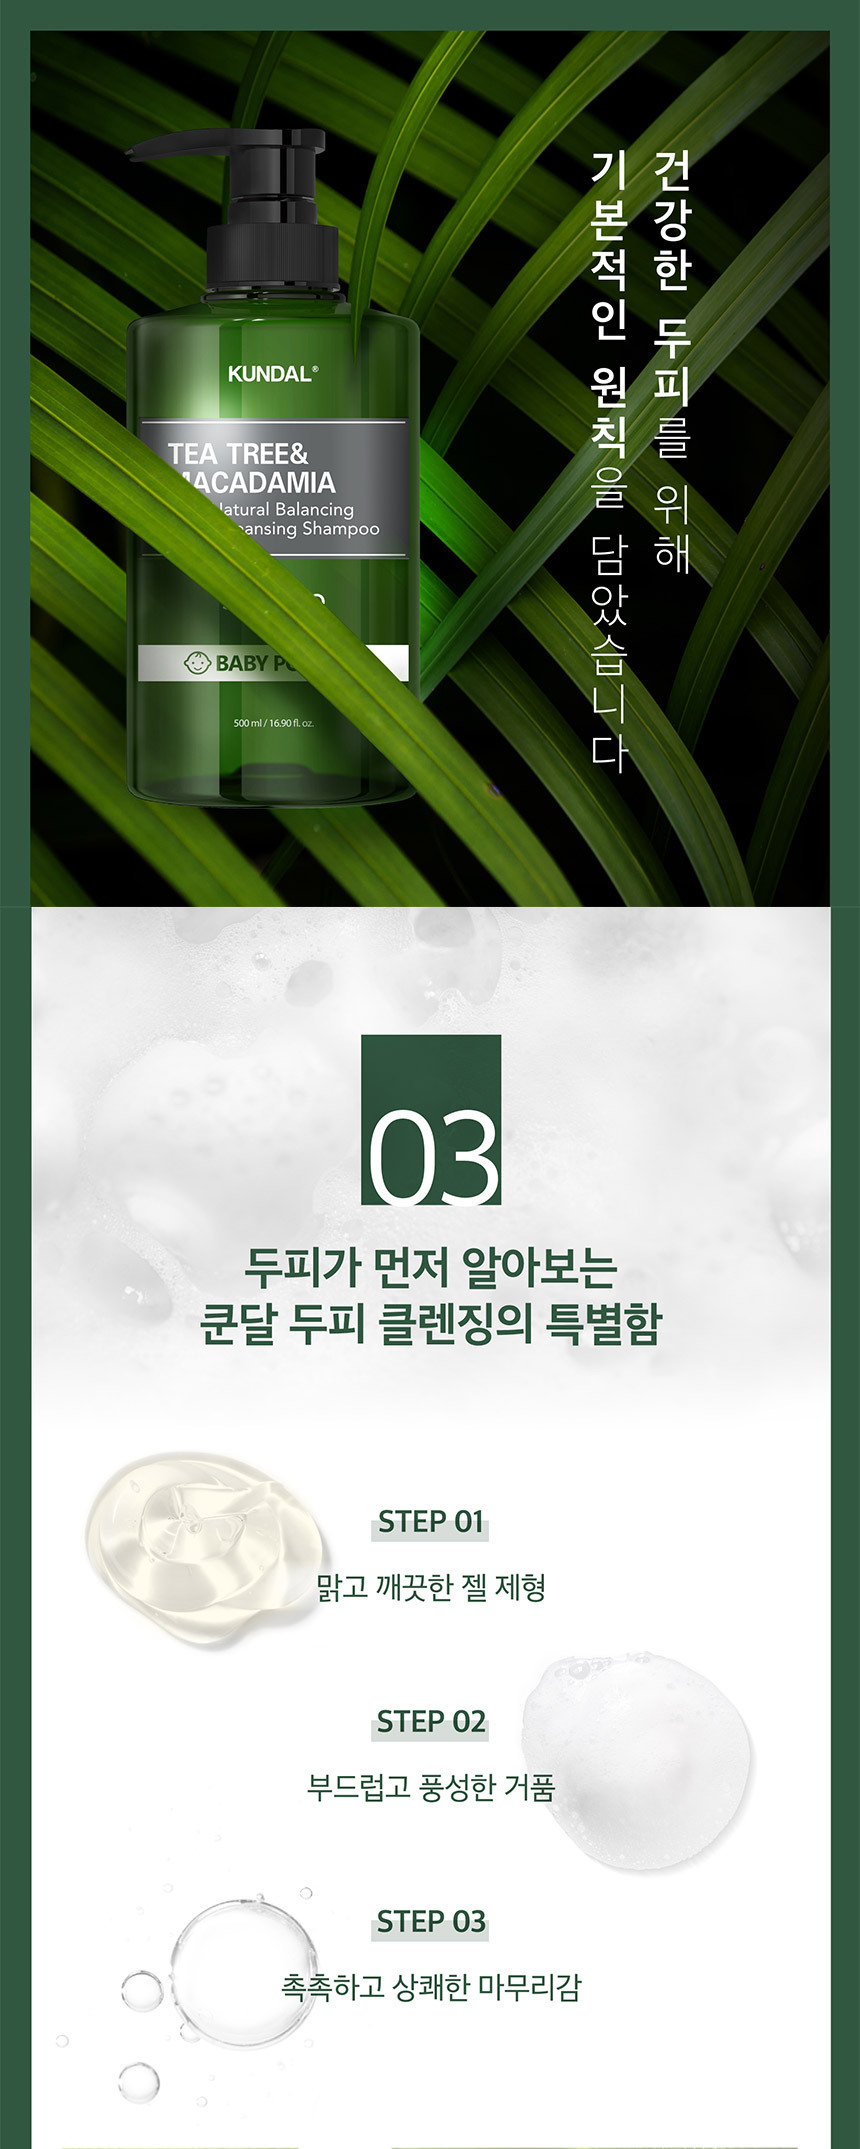 건강한 두피를 위해
기본적인 원칙을 담았습니다
KUNDAL®
TEA TREE&
Natural Balancing
Shampoo
BABY
500 ml / 16.90 fl. oz.
03
두피가 먼저 알아보는
쿤달 두피 클렌징의 특별함
STEP 01
맑고 깨끗한 젤 제형
STEP 02
부드럽고 풍성한 거품
STEP 03
촉촉하고 상쾌한 마무리감